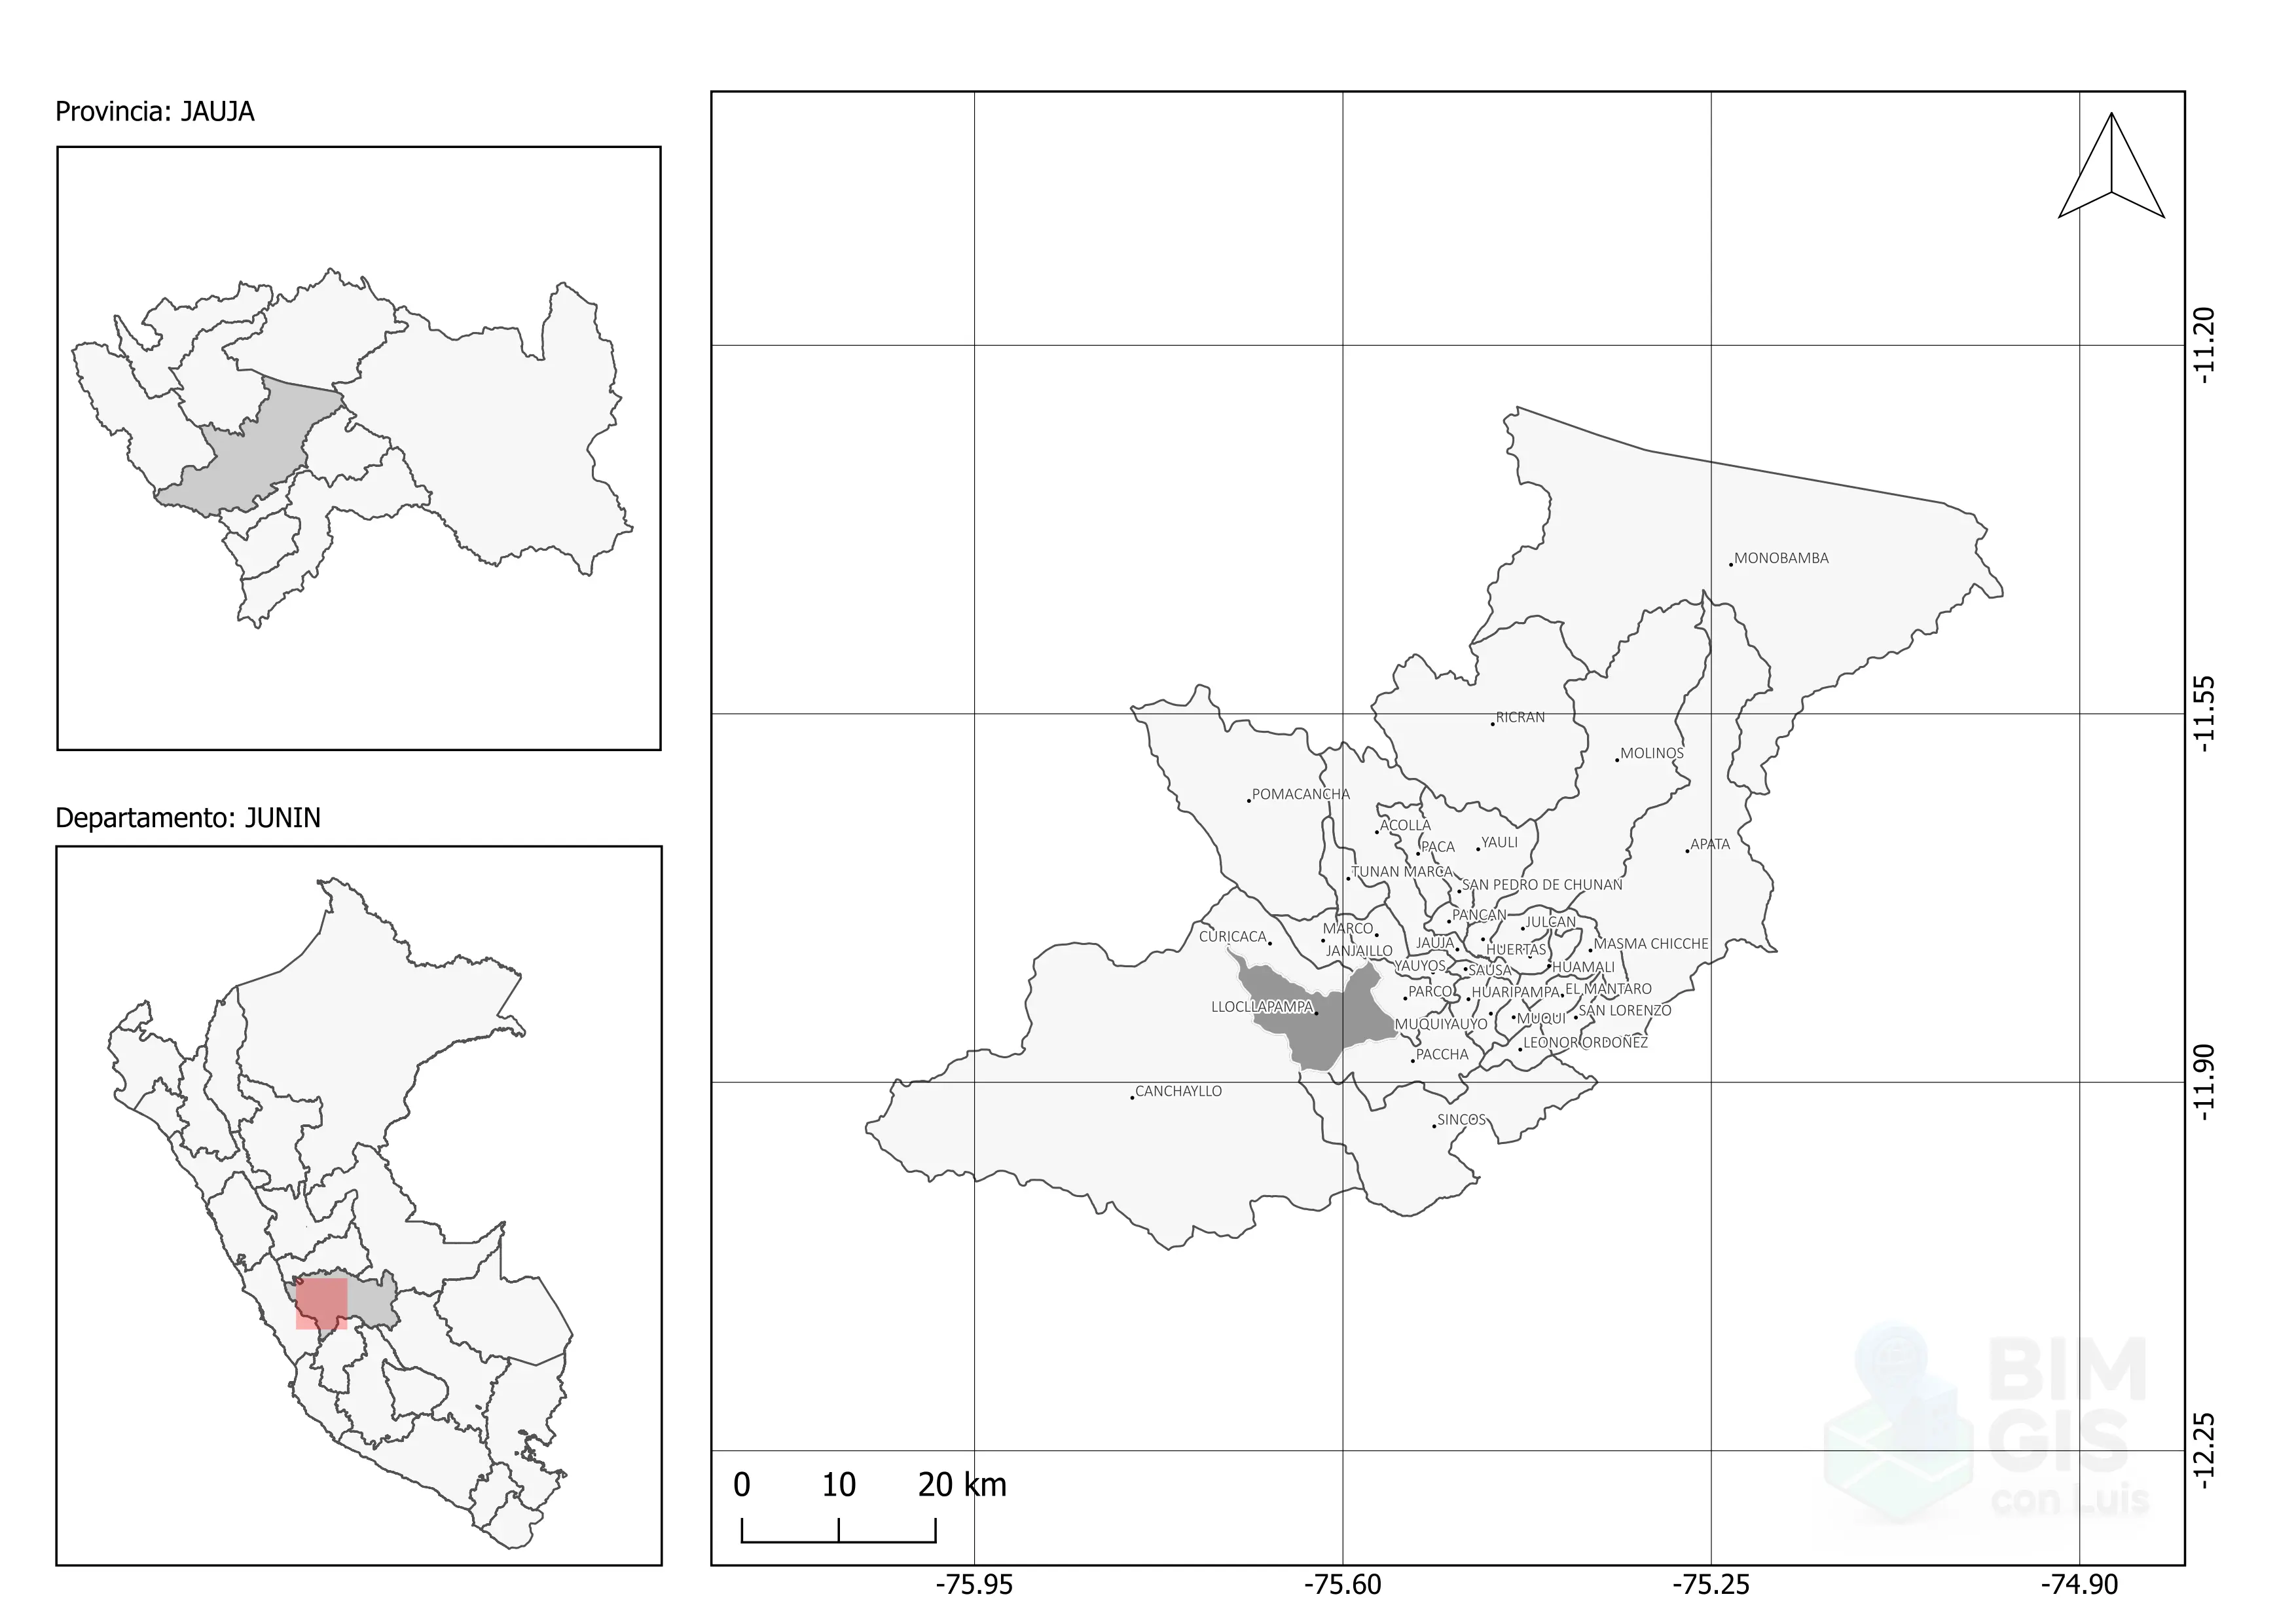 Provincia: JAUJA
Departamento: JUNIN
MONOBAMBA
RICRAN
MOLINOS
POMACANCHA
ACOLLA
PACA
YAULI
APATA
TUNAN MARCA
SAN PEDRO DE CHUNAN
PANCAN
JULCAN
CURICACA
MARCO
JAUJA
HUERTAS
MASMA CHICCHE
JANJAILLO
YAUYOS
SAUSA
HUAMALI
LLOCLLAPAMPA
PARCO
HUARIPAMPA
EL MANTARO
MUQUIYAUYO
MUQUI
SAN LORENZO
PACCHA
LEONOR ORDOÑEZ
CANCHAYLLO
SINCOS
-11.20
-11.55
-11.90
-12.25
0 10 20 km
-75.95 -75.60 -75.25 -74.90
BIM
GIS
con Luis